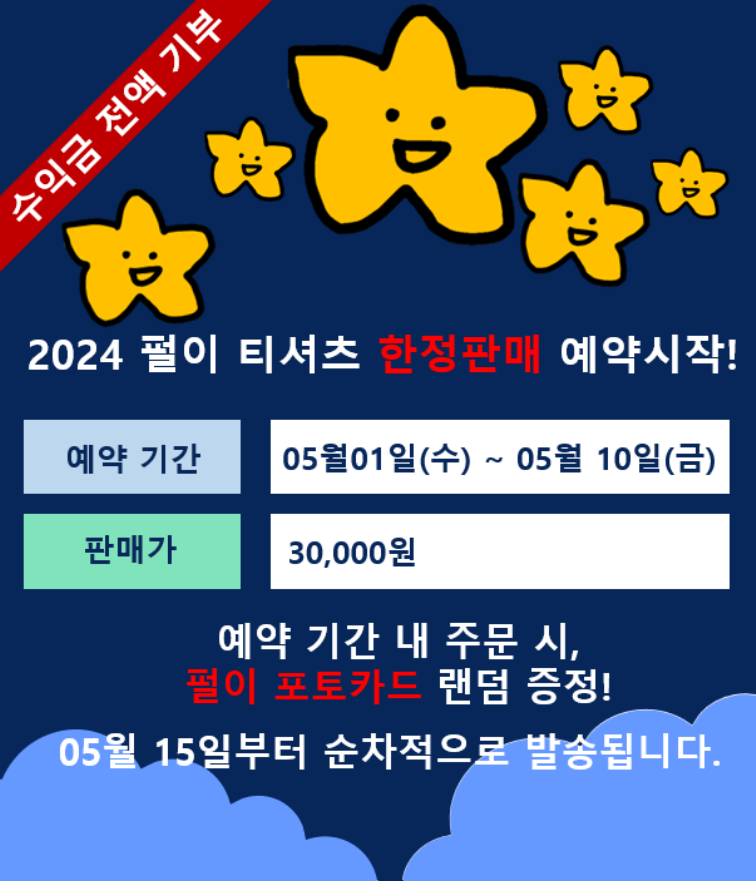 수익금 전액 기부
2024 펄이 티셔츠 한정판매 예약시작!
예약 기간
05월01일(수) ~ 05월 10일(금)
판매가
30,000원
예약 기간 내 주문 시,
펄이 포토카드 랜덤 증정!
05월 15일부터 순차적으로 발송됩니다.